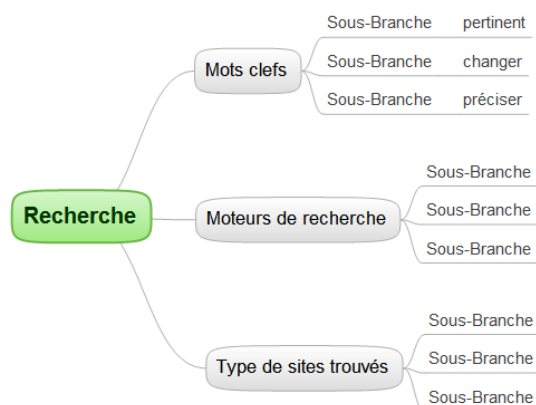 Sous-Branche pertinent
Mots clefs
Sous-Branche changer
Sous-Branche préciser
Recherche
Moteurs de recherche
Sous-Branche
Sous-Branche
Sous-Branche
Type de sites trouvés
Sous-Branche
Sous-Branche
Sous-Branche